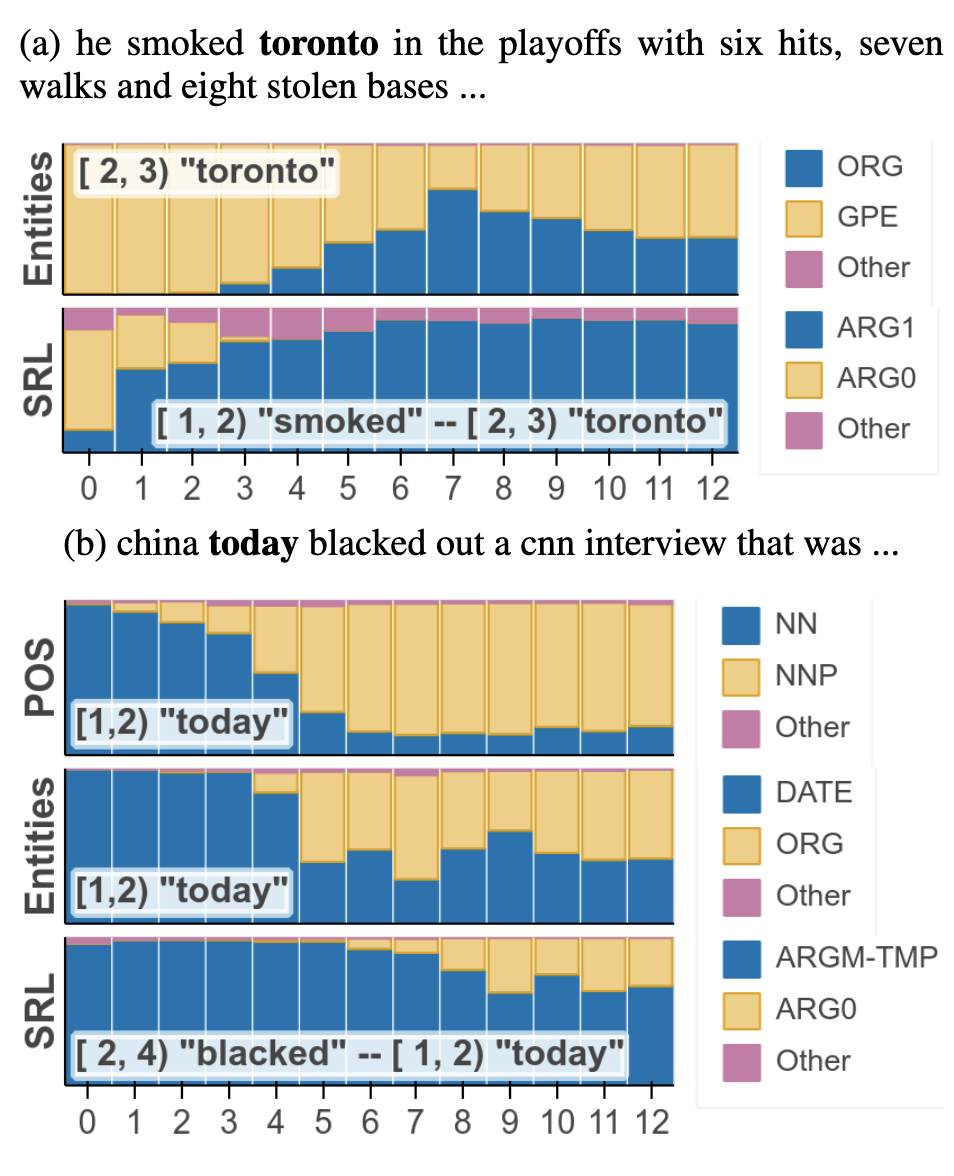 (a) he smoked toronto in the playoffs with six hits, seven
walks and eight stolen bases ...
Entities
[ 2, 3) "toronto"
ORG
GPE
Other
SRL
[ 1, 2) "smoked" -- [ 2, 3) "toronto"
ARG1
ARG0
Other
0 1 2 3 4 5 6 7 8 9 10 11 12
(b) china today blacked out a cnn interview that was ...
POS
[1,2) "today"
NN
NNP
Other
Entities
[1,2) "today"
DATE
ORG
Other
SRL
[ 2, 4) "blacked" -- [ 1, 2) "today"
ARGM-TMP
ARG0
Other
0 1 2 3 4 5 6 7 8 9 10 11 12